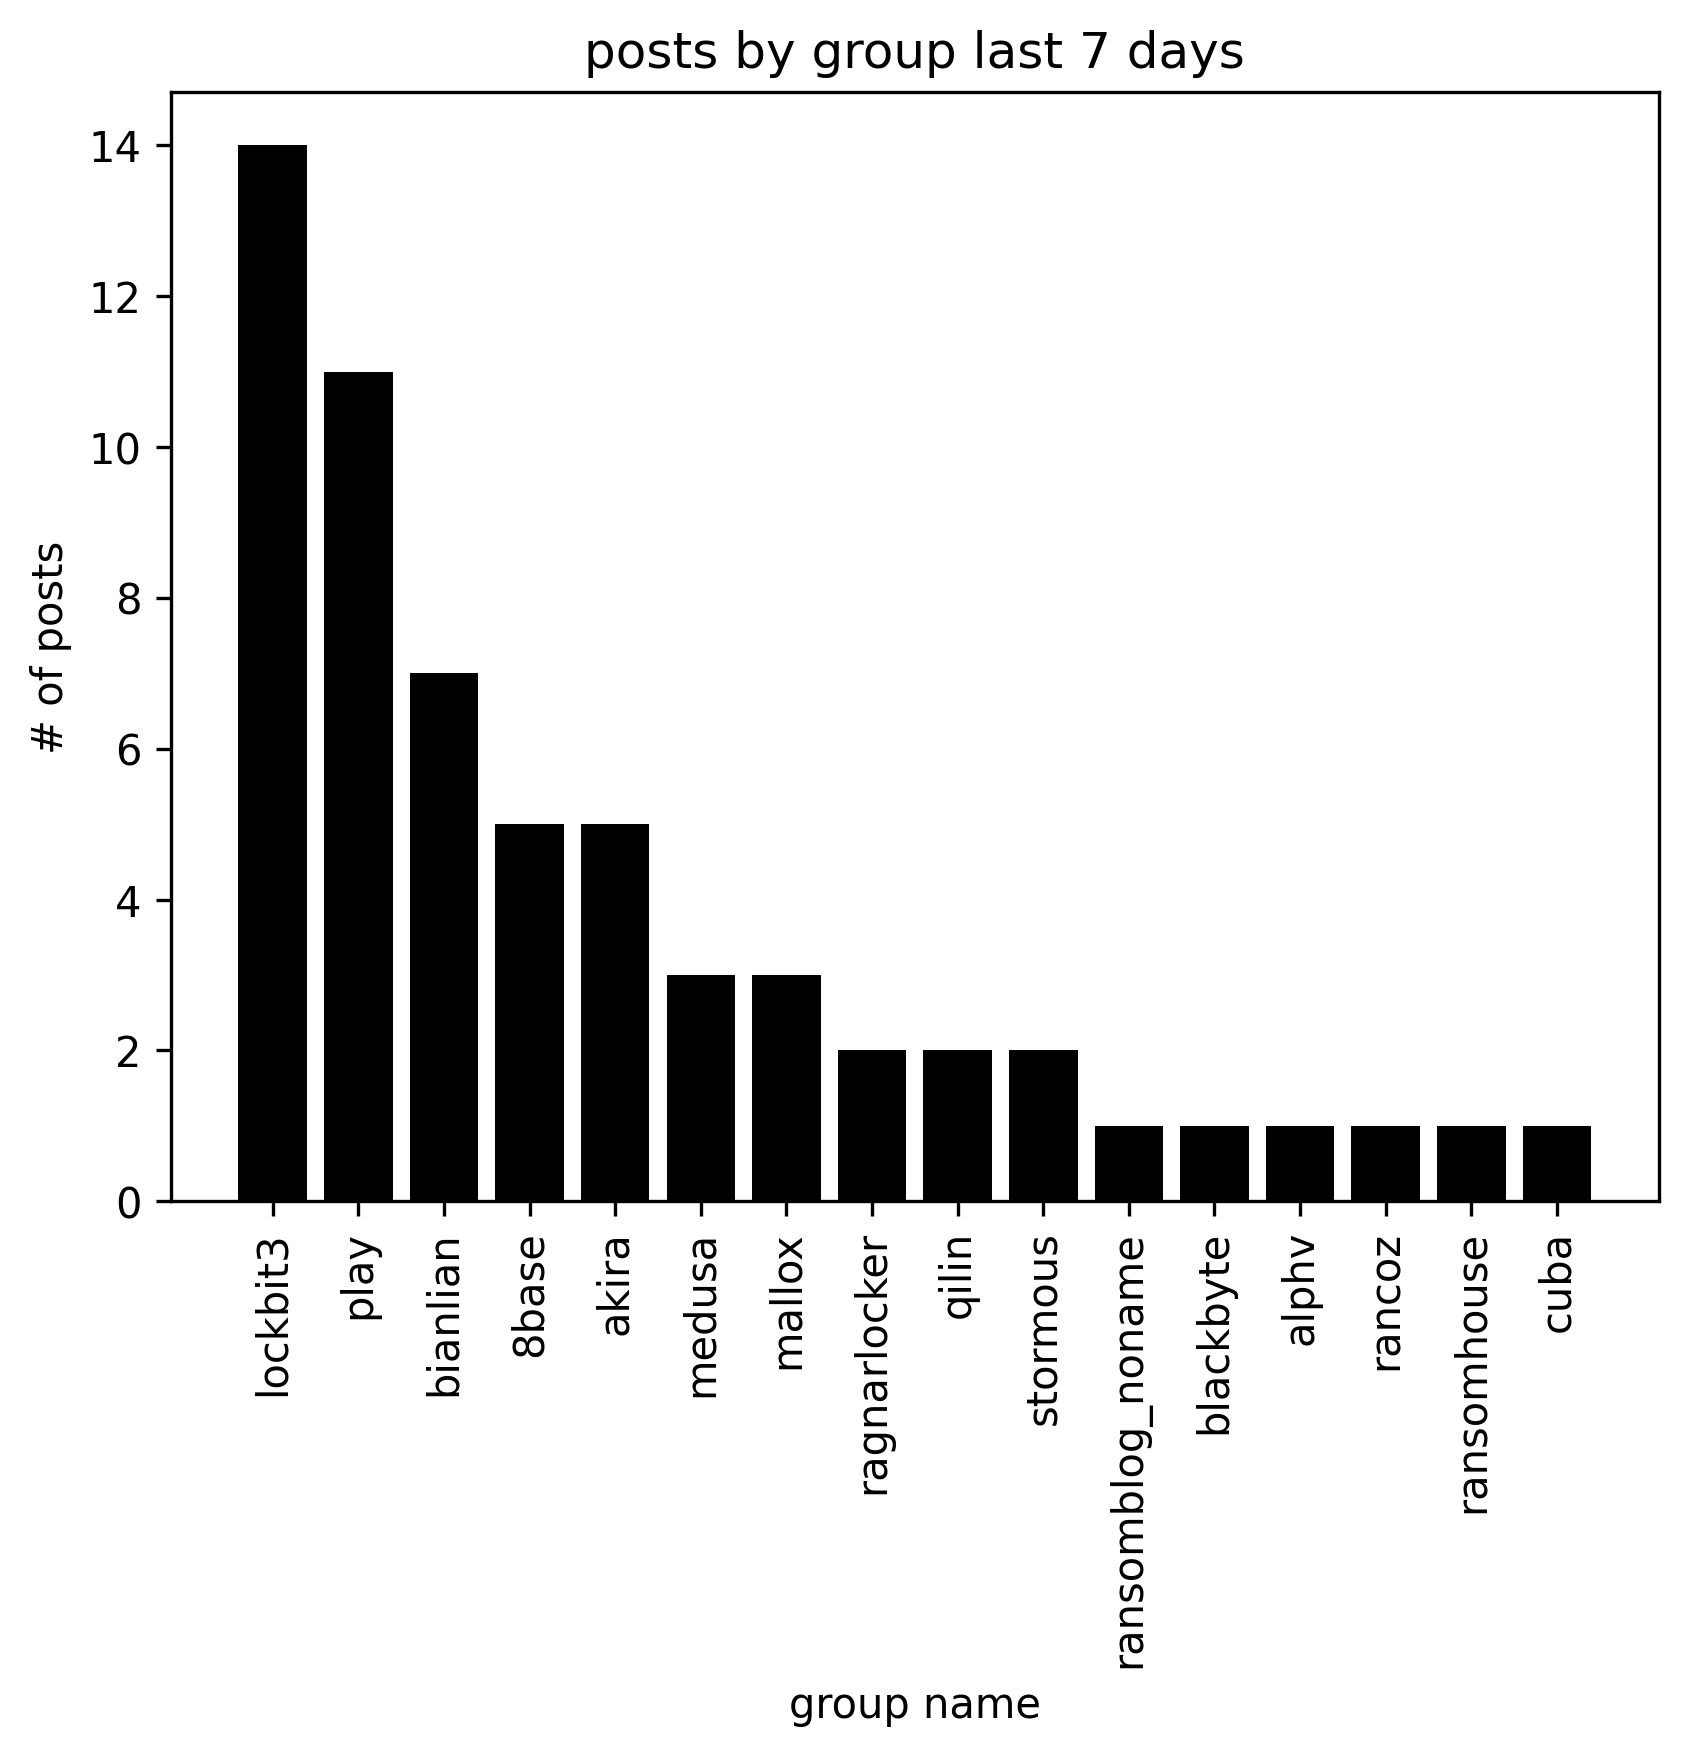 posts by group last 7 days
# of posts
14
12
10
8
6
4
2
0
lockbit3
play
bianlian
8base
akira
medusa
mallox
ragnarlocker
qilin
stormous
ransomblog_noname
blackbyte
alphv
rancoz
ransomhouse
cuba
group name